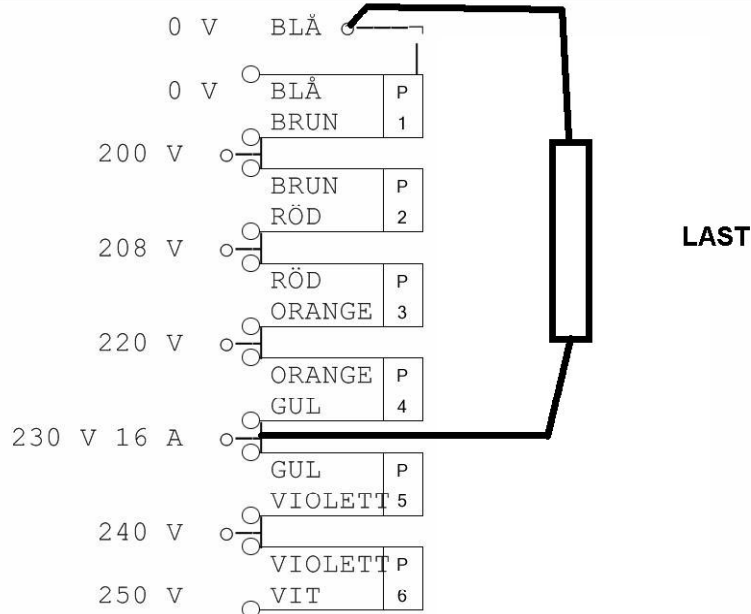 0 V BLÅ
0 V BLÅ P
BRUN 1
200 V
BRUN P
RÖD 2
208 V
RÖD P
ORANGE 3
220 V
ORANGE P
GUL 4
230 V 16 A
GUL P
VIOLETT 5
240 V
VIOLETT P
250 V VIT 6
LAST